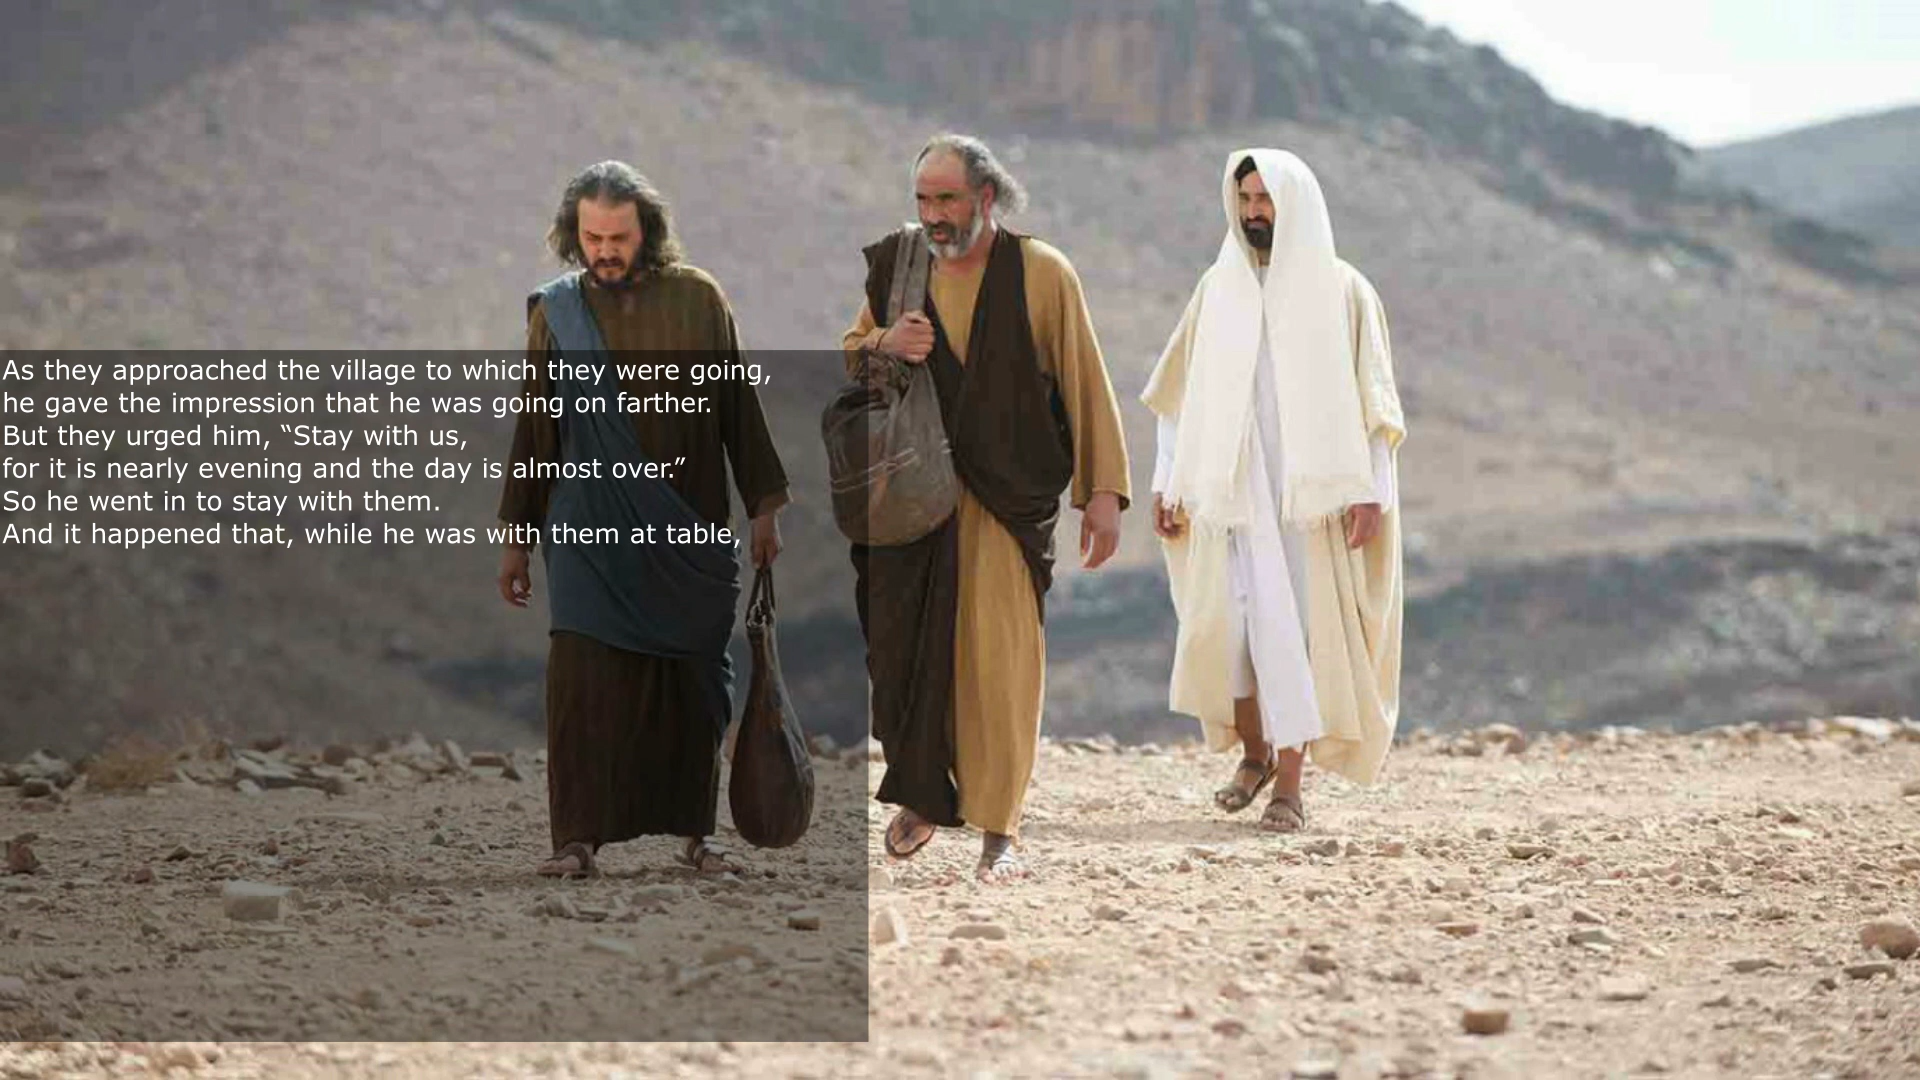 As they approached the village to which they were going,
he gave the impression that he was going on farther.
But they urged him, “Stay with us,
for it is nearly evening and the day is almost over.”
So he went in to stay with them.
And it happened that, while he was with them at table,